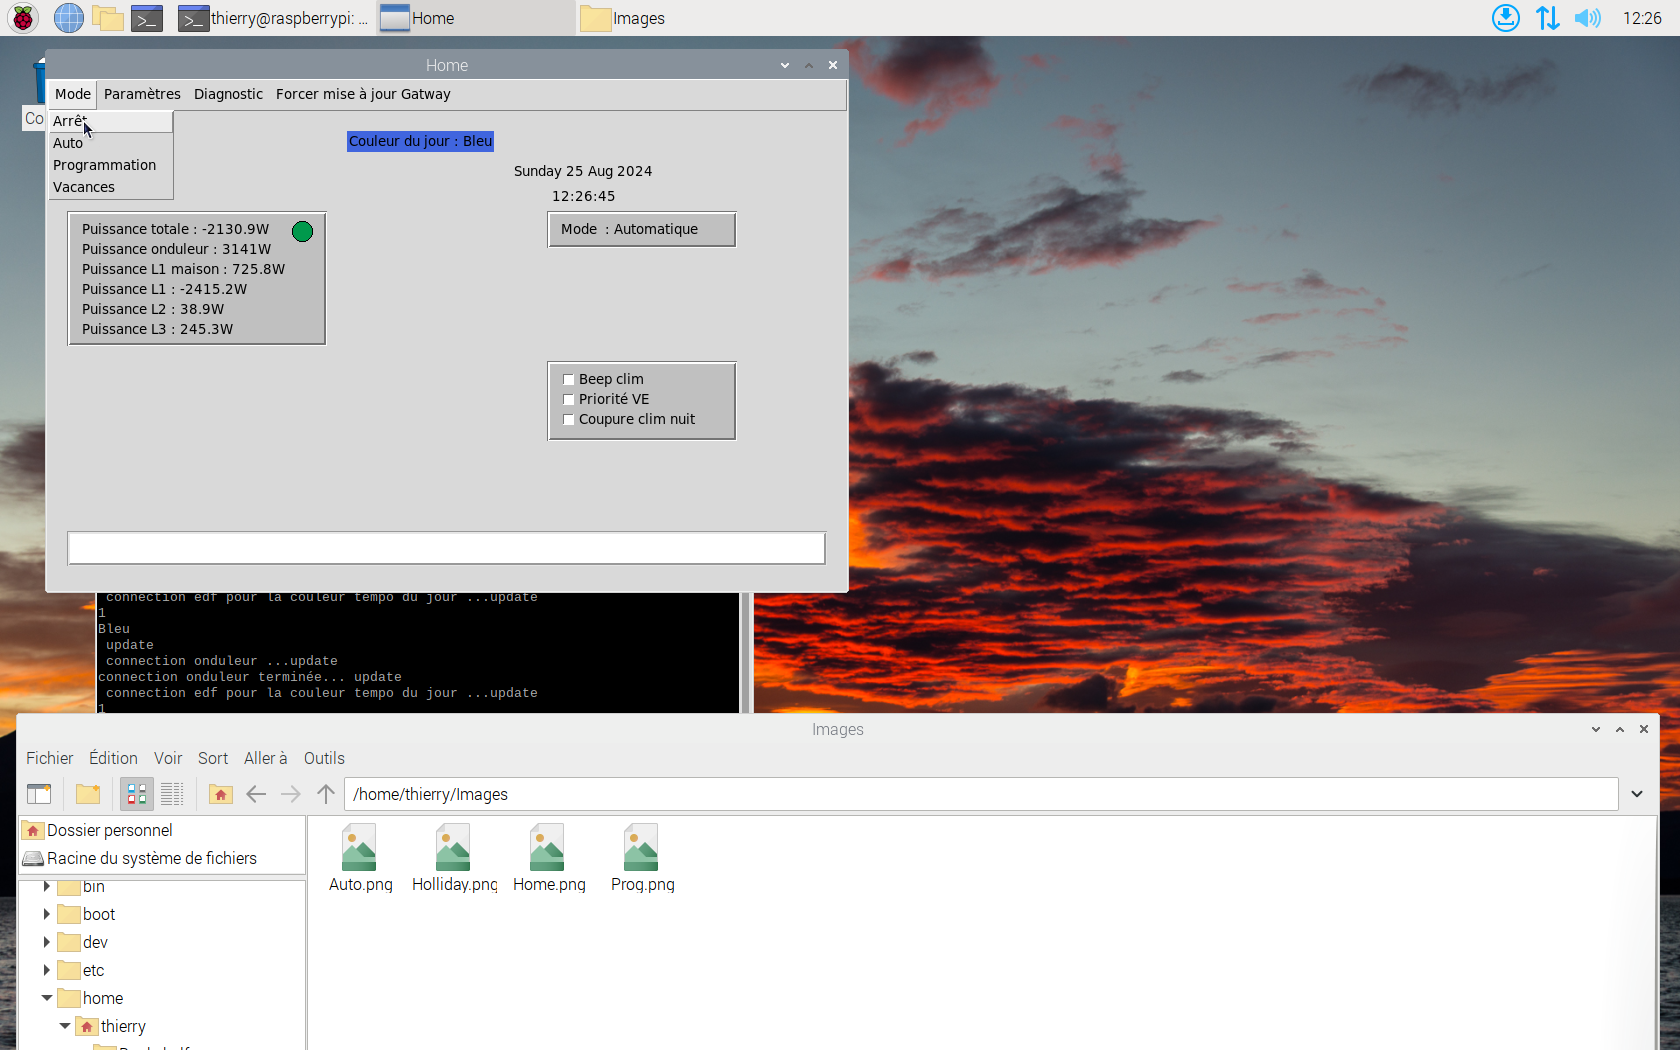 thierry@raspberrypi: ...
Home
Images
12:26
Home
Co
Mode
Paramètres
Diagnostic
Forcer mise à jour Gatway
Arrêt
Auto
Programmation
Vacances
Couleur du jour : Bleu
Sunday 25 Aug 2024
12:26:45
Puissance totale : -2130.9W
Puissance onduleur : 3141W
Puissance L1 maison : 725.8W
Puissance L1 : -2415.2W
Puissance L2 : 38.9W
Puissance L3 : 245.3W
Mode  : Automatique
Beep clim
Priorité VE
Coupure clim nuit
connection edf pour la couleur tempo du jour ...update
1
Bleu
update
connection onduleur ...update
connection onduleur terminée... update
connection edf pour la couleur tempo du jour ...update
1
Images
Fichier
Édition
Voir
Sort
Aller à
Outils
/home/thierry/Images
Dossier personnel
Racine du système de fichiers
bin
boot
dev
etc
home
thierry
Auto.png
Holliday.png
Home.png
Prog.png